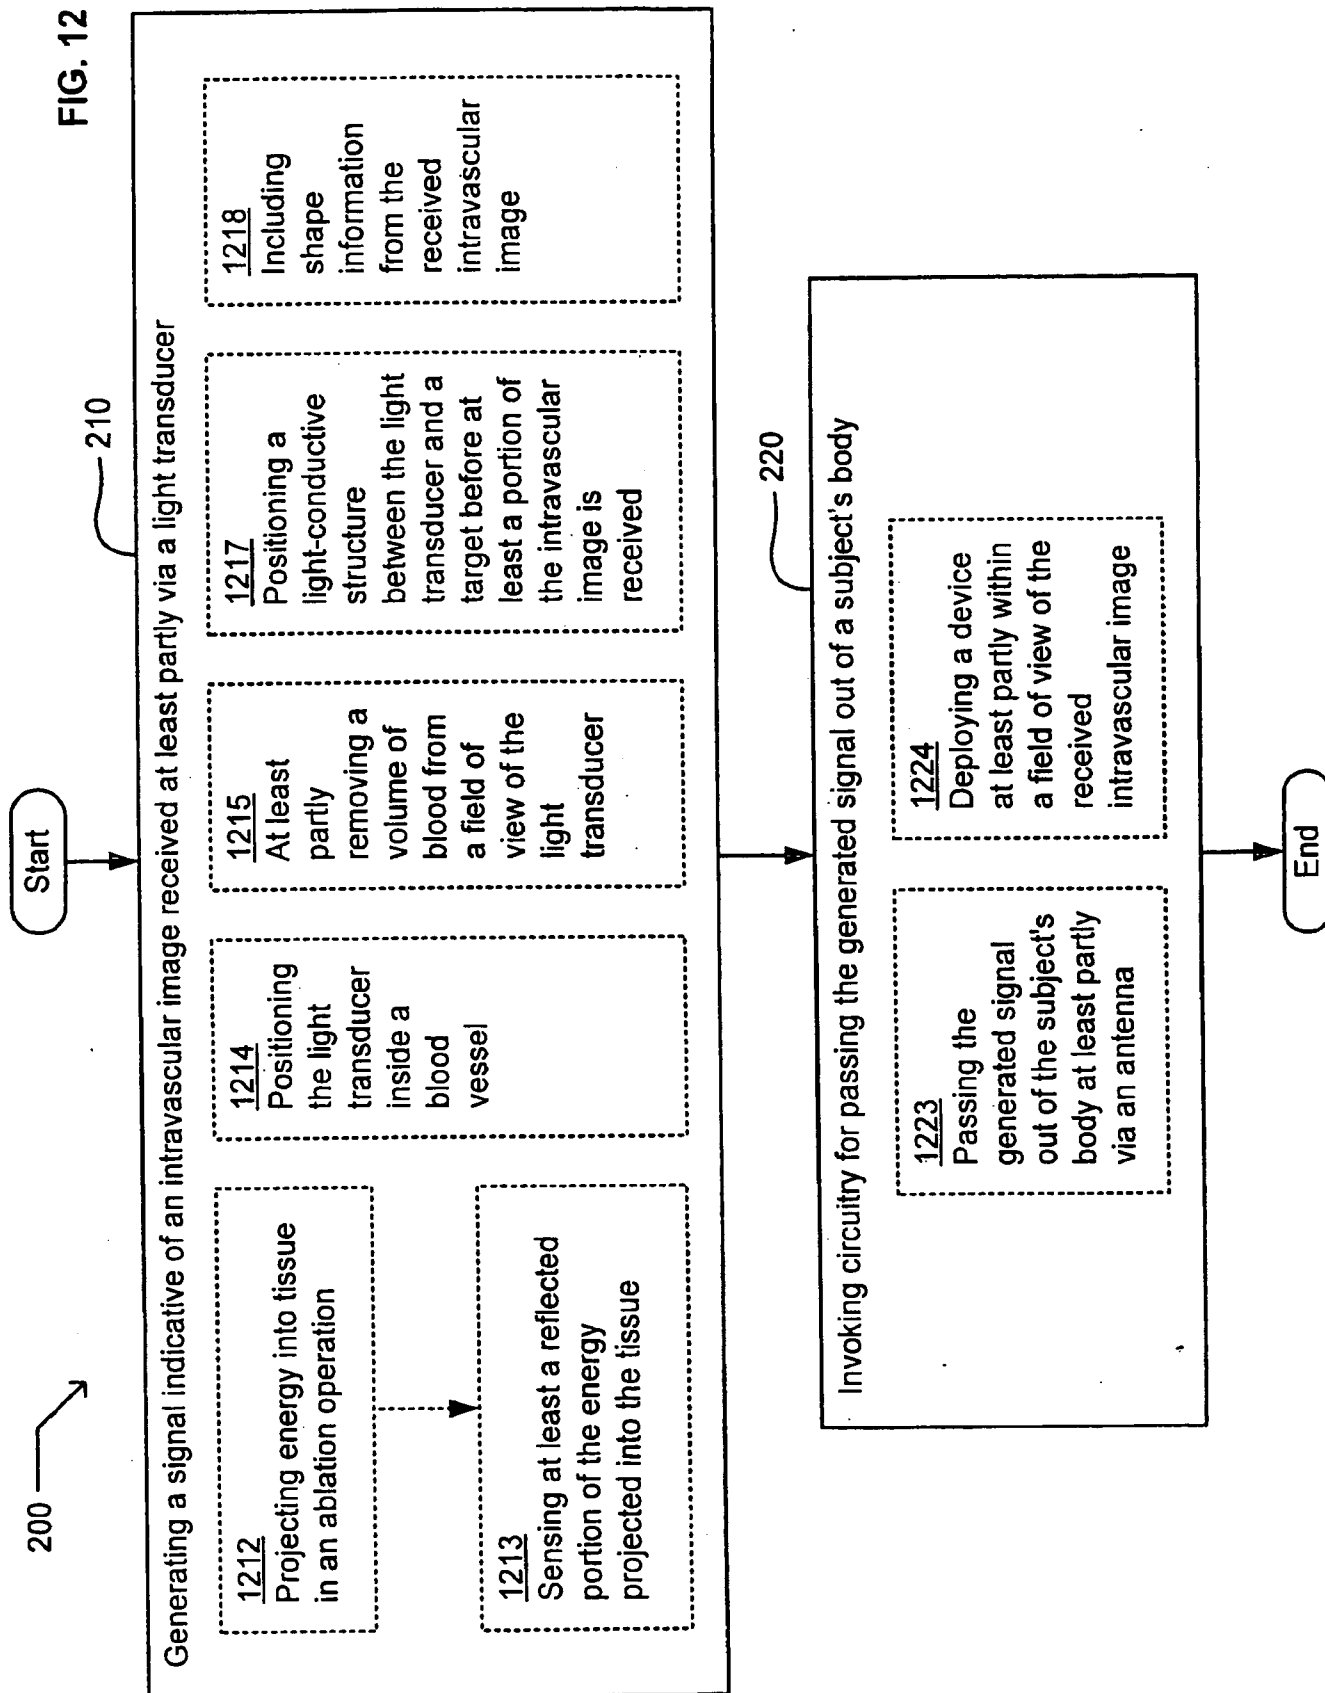 FIG. 12
200
Start
210
Generating a signal indicative of an intravascular image received at least partly via a light transducer
1212
Projecting energy into tissue
in an ablation operation
1213
Sensing at least a reflected
portion of the energy
projected into the tissue
1214
Positioning
the light
transducer
inside a
blood
vessel
1215
At least
partly
removing a
volume of
blood from
a field of
view of the
light
transducer
1217
Positioning a
light-conductive
structure
between the light
transducer and a
target before at
least a portion of
the intravascular
image is
received
1218
Including
shape
information
from the
received
intravascular
image
220
Invoking circuitry for passing the generated signal out of a subject's body
1223
Passing the
generated signal
out of the subject's
body at least partly
via an antenna
1224
Deploying a device
at least partly within
a field of view of the
received
intravascular image
End